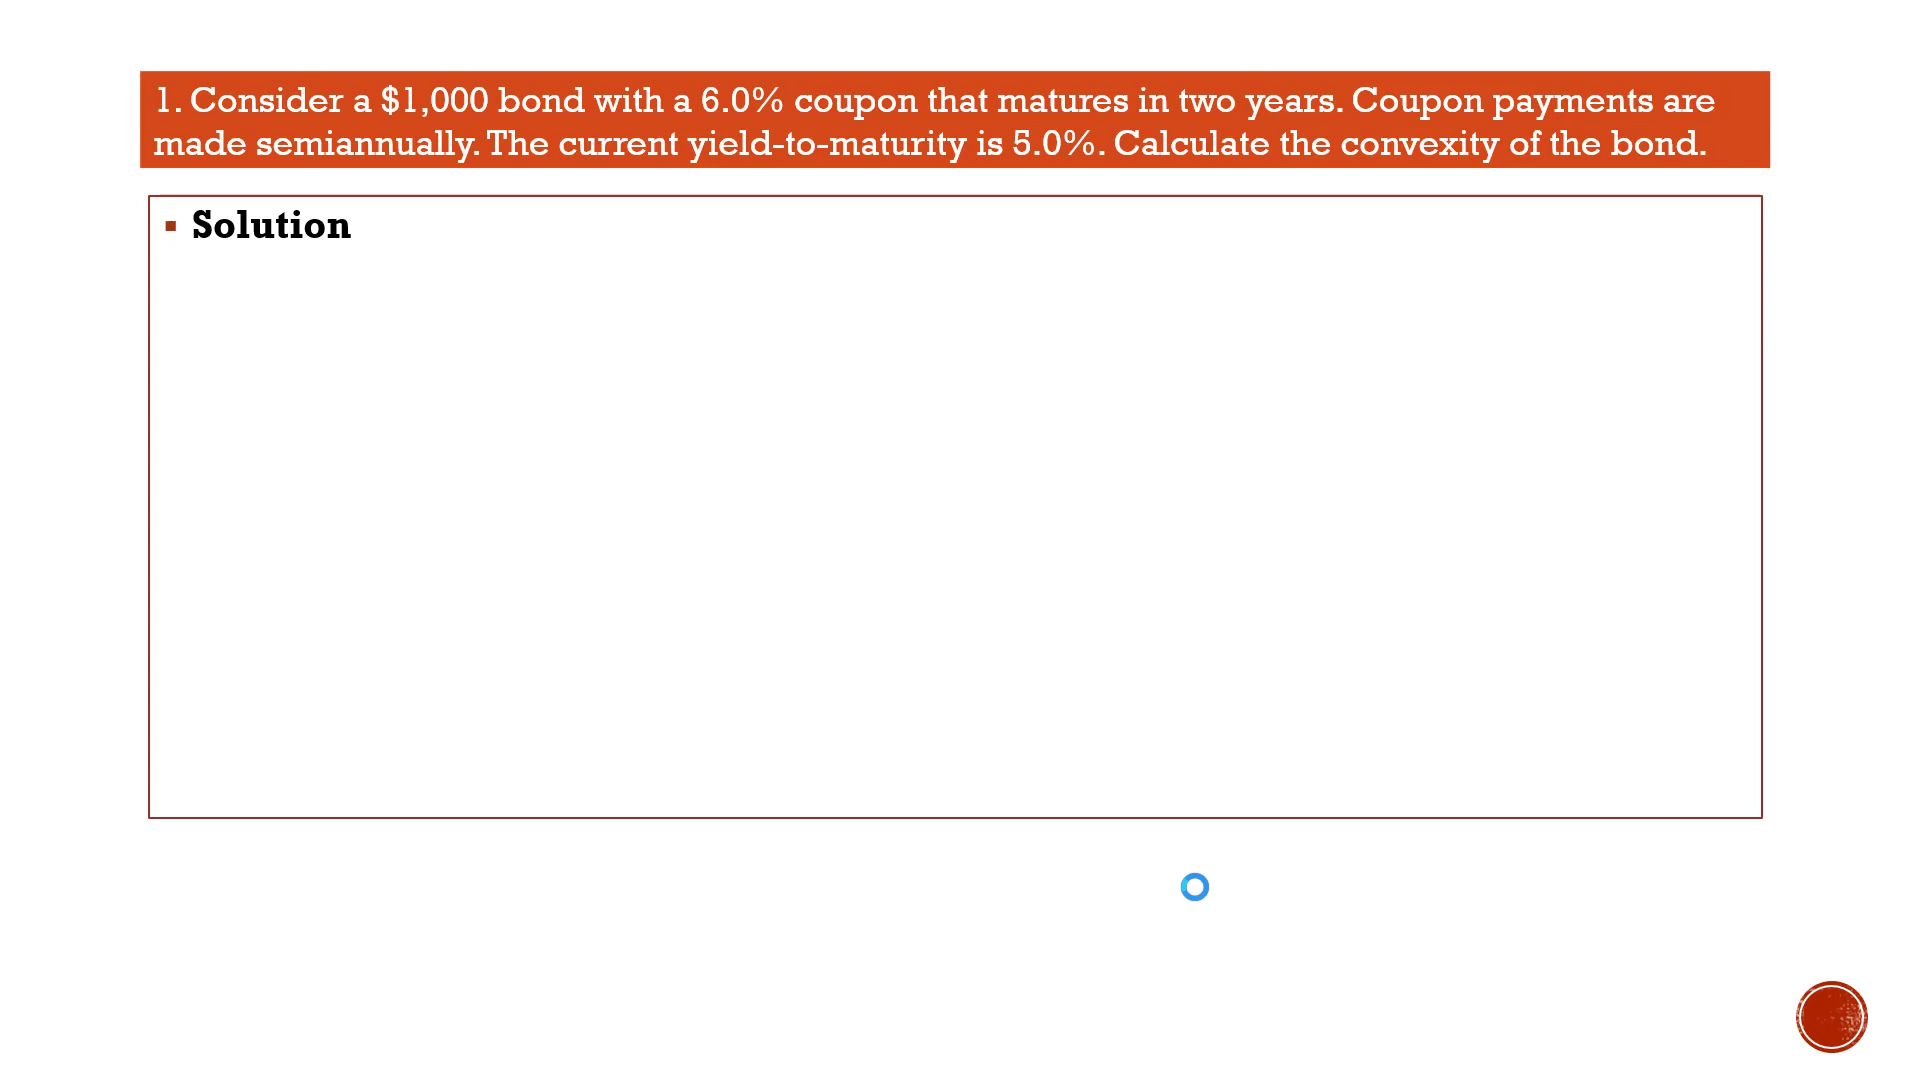 1. Consider a $1,000 bond with a 6.0% coupon that matures in two years. Coupon payments are
made semiannually. The current yield-to-maturity is 5.0%. Calculate the convexity of the bond.
▪ Solution